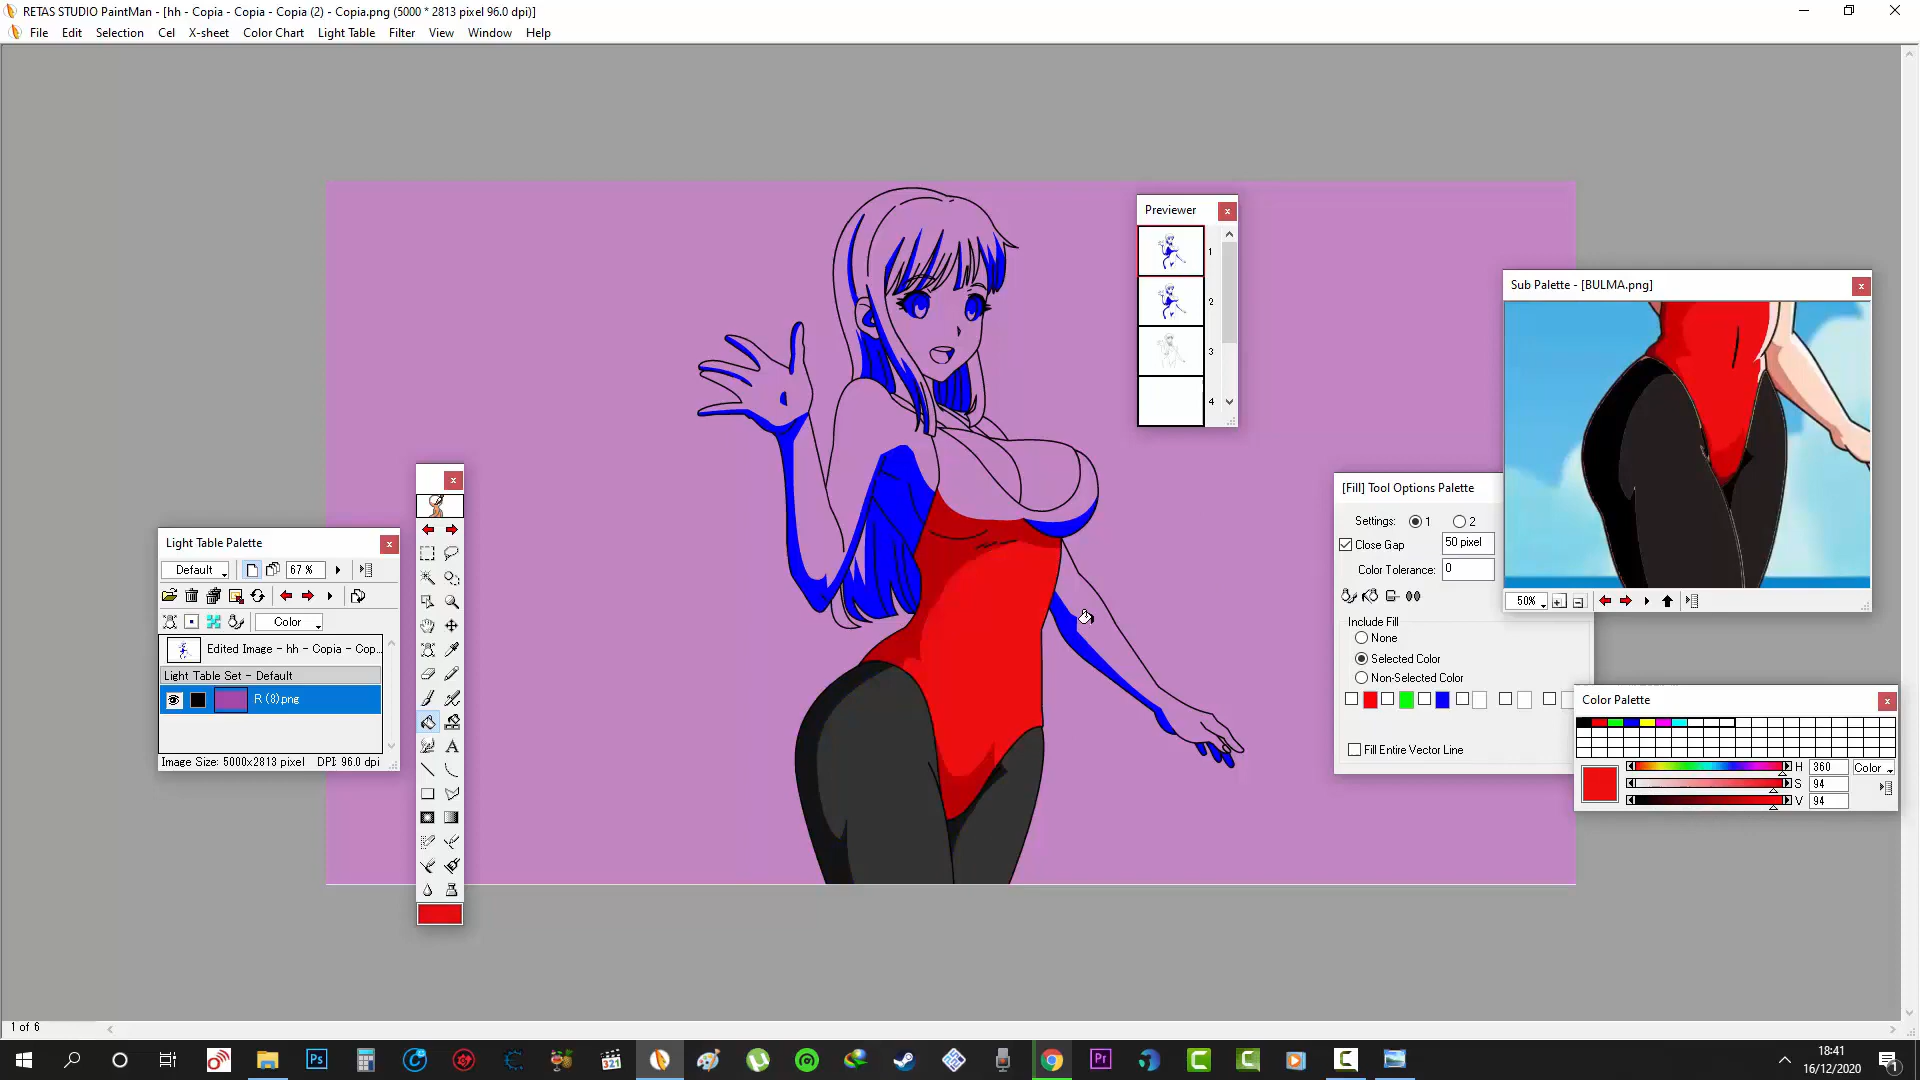 RETAS STUDIO PaintMan - [hh - Copia - Copia - Copia (2) - Copia.png (5000 * 2813 pixel 96.0 dpi)]
File Edit Selection Cel X-sheet Color Chart Light Table Filter View Window Help
Previewer
1
2
3
4
Sub Palette - [BULMA.png]
50%
[Fill] Tool Options Palette
Settings: 1 2
Close Gap 50 pixel
Color Tolerance: 0
Include Fill
None
Selected Color
Non-Selected Color
Fill Entire Vector Line
Light Table Palette
Default 67 %
Color
Edited Image - hh - Copia - Cop...
Light Table Set - Default
R (8).png
Image Size: 5000x2813 pixel DPI: 96.0 dpi
A
Color Palette
H 360 Color
S 94
V 94
1 of 6
Ps
321
Pr
18:41
16/12/2020
1